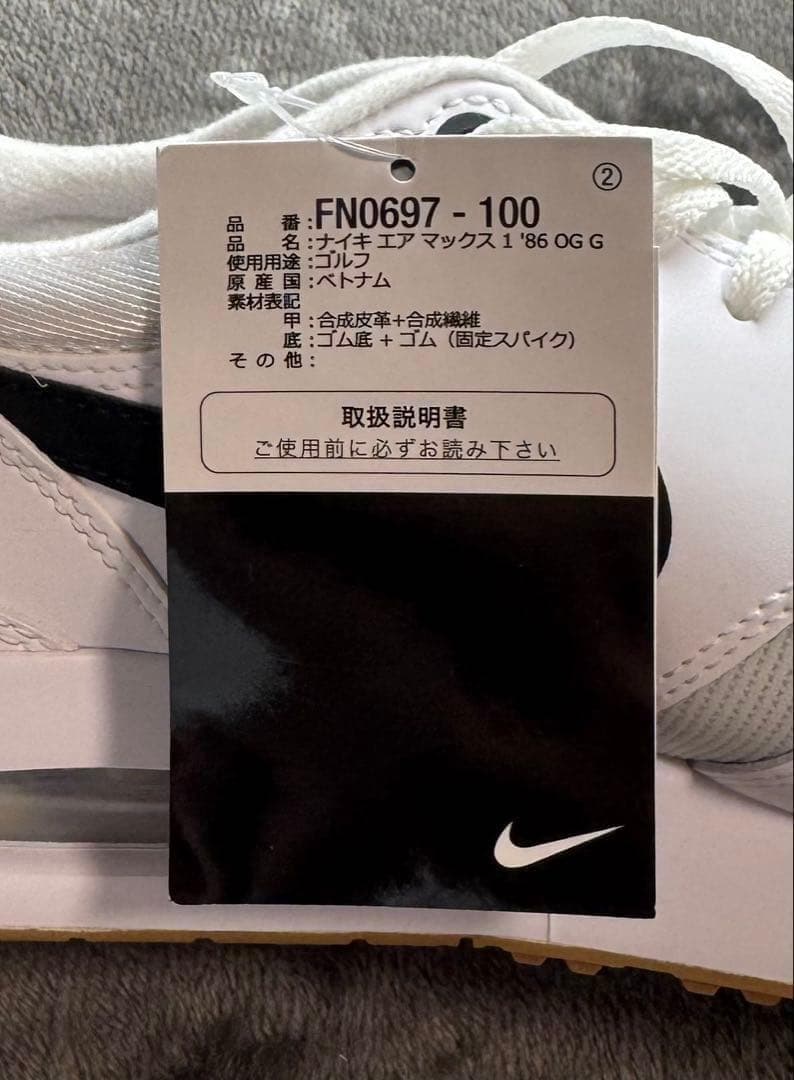 ②
品番：FN0697 - 100
品名：ナイキ エア マックス 1 '86 OG G
使用用途：ゴルフ
原産国：ベトナム
素材表記
甲：合成皮革+合成繊維
底：ゴム底 + ゴム（固定スパイク）
その他：
取扱説明書
ご使用前に必ずお読み下さい